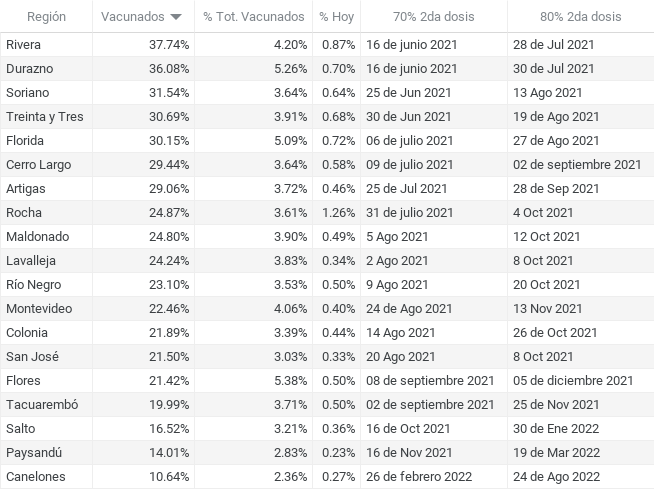 Región Vacunados % Tot. Vacunados % Hoy 70% 2da dosis 80% 2da dosis
Rivera 37.74% 4.20% 0.87% 16 de junio 2021 28 de Jul 2021
Durazno 36.08% 5.26% 0.70% 16 de junio 2021 30 de Jul 2021
Soriano 31.54% 3.64% 0.64% 25 de Jun 2021 13 Ago 2021
Treinta y Tres 30.69% 3.91% 0.68% 30 de Jun 2021 19 de Ago 2021
Florida 30.15% 5.09% 0.72% 06 de julio 2021 27 de Ago 2021
Cerro Largo 29.44% 3.64% 0.58% 09 de julio 2021 02 de septiembre 2021
Artigas 29.06% 3.72% 0.46% 25 de Jul 2021 28 de Sep 2021
Rocha 24.87% 3.61% 1.26% 31 de julio 2021 4 Oct 2021
Maldonado 24.80% 3.90% 0.49% 5 Ago 2021 12 Oct 2021
Lavalleja 24.24% 3.83% 0.34% 2 Ago 2021 8 Oct 2021
Río Negro 23.10% 3.53% 0.50% 9 Ago 2021 20 Oct 2021
Montevideo 22.46% 4.06% 0.40% 24 de Ago 2021 13 Nov 2021
Colonia 21.89% 3.39% 0.44% 14 Ago 2021 26 de Oct 2021
San José 21.50% 3.03% 0.33% 20 Ago 2021 8 Oct 2021
Flores 21.42% 5.38% 0.50% 08 de septiembre 2021 05 de diciembre 2021
Tacuarembó 19.99% 3.71% 0.50% 02 de septiembre 2021 25 de Nov 2021
Salto 16.52% 3.21% 0.36% 16 de Oct 2021 30 de Ene 2022
Paysandú 14.01% 2.83% 0.23% 16 de Nov 2021 19 de Mar 2022
Canelones 10.64% 2.36% 0.27% 26 de febrero 2022 24 de Ago 2022